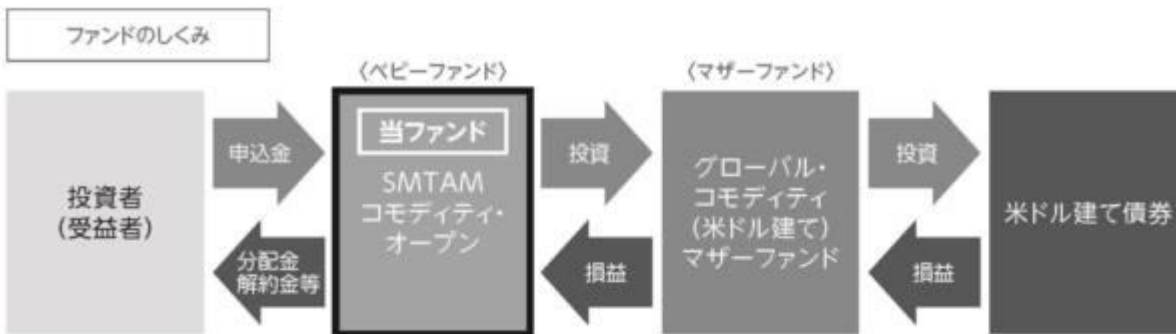 ファンドのしくみ
〈ベビーファンド〉
〈マザーファンド〉
投資者
(受益者)
申込金
分配金
解約金等
当ファンド
SMTAM
コモディティ・
オープン
投資
損益
グローバル・
コモディティ
(米ドル建て)
マザーファンド
投資
損益
米ドル建て債券